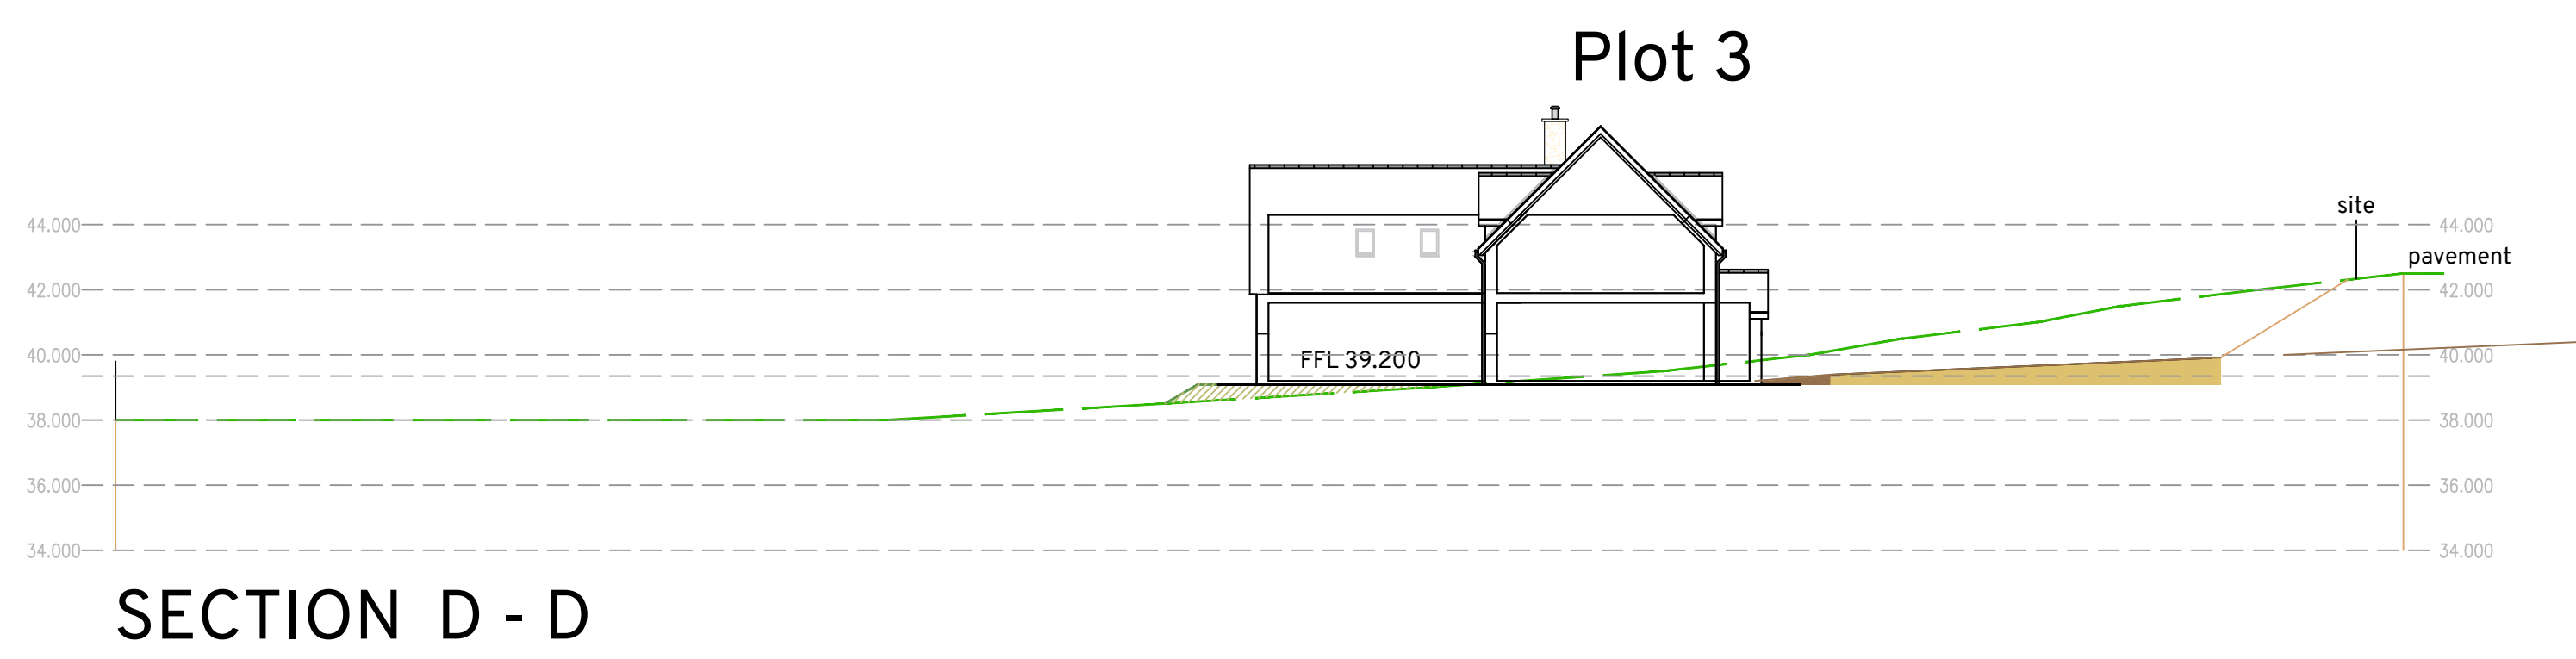 Plot 3
site
44.000 44.000
pavement
42.000 42.000
FFL 39.200
40.000 40.000
38.000 38.000
36.000 36.000
34.000 34.000
SECTION D - D